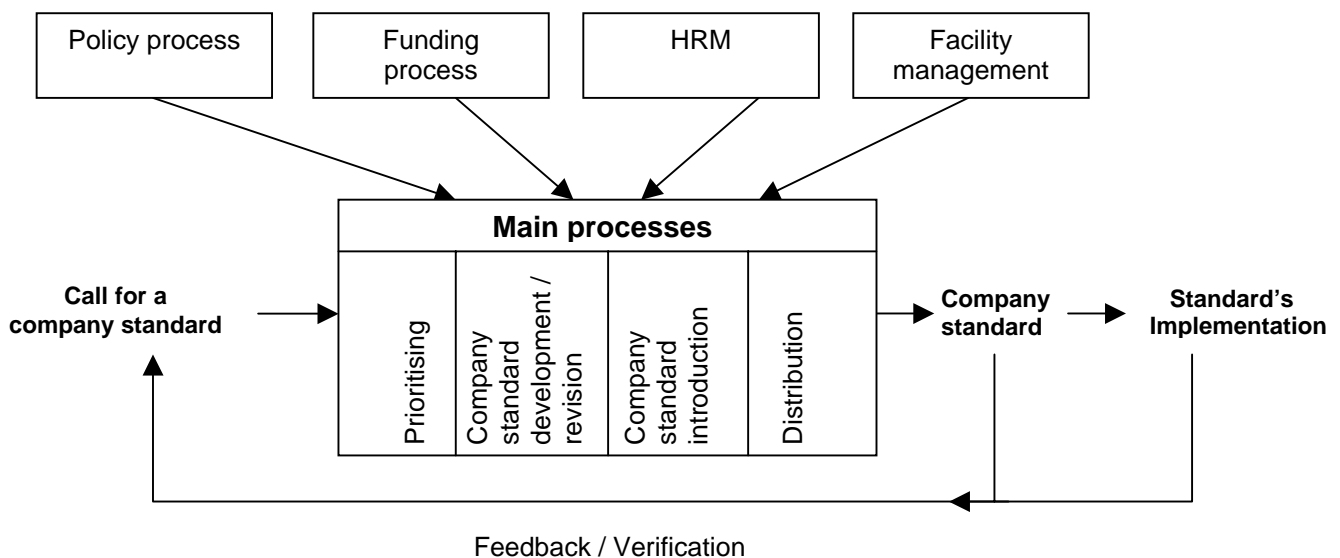 Policy process
Funding
process
HRM
Facility
management
Main processes
Call for a
company standard
Prioritising
Company
standard
development /
revision
Company
standard
introduction
Distribution
Company
standard
Standard’s
Implementation
Feedback / Verification